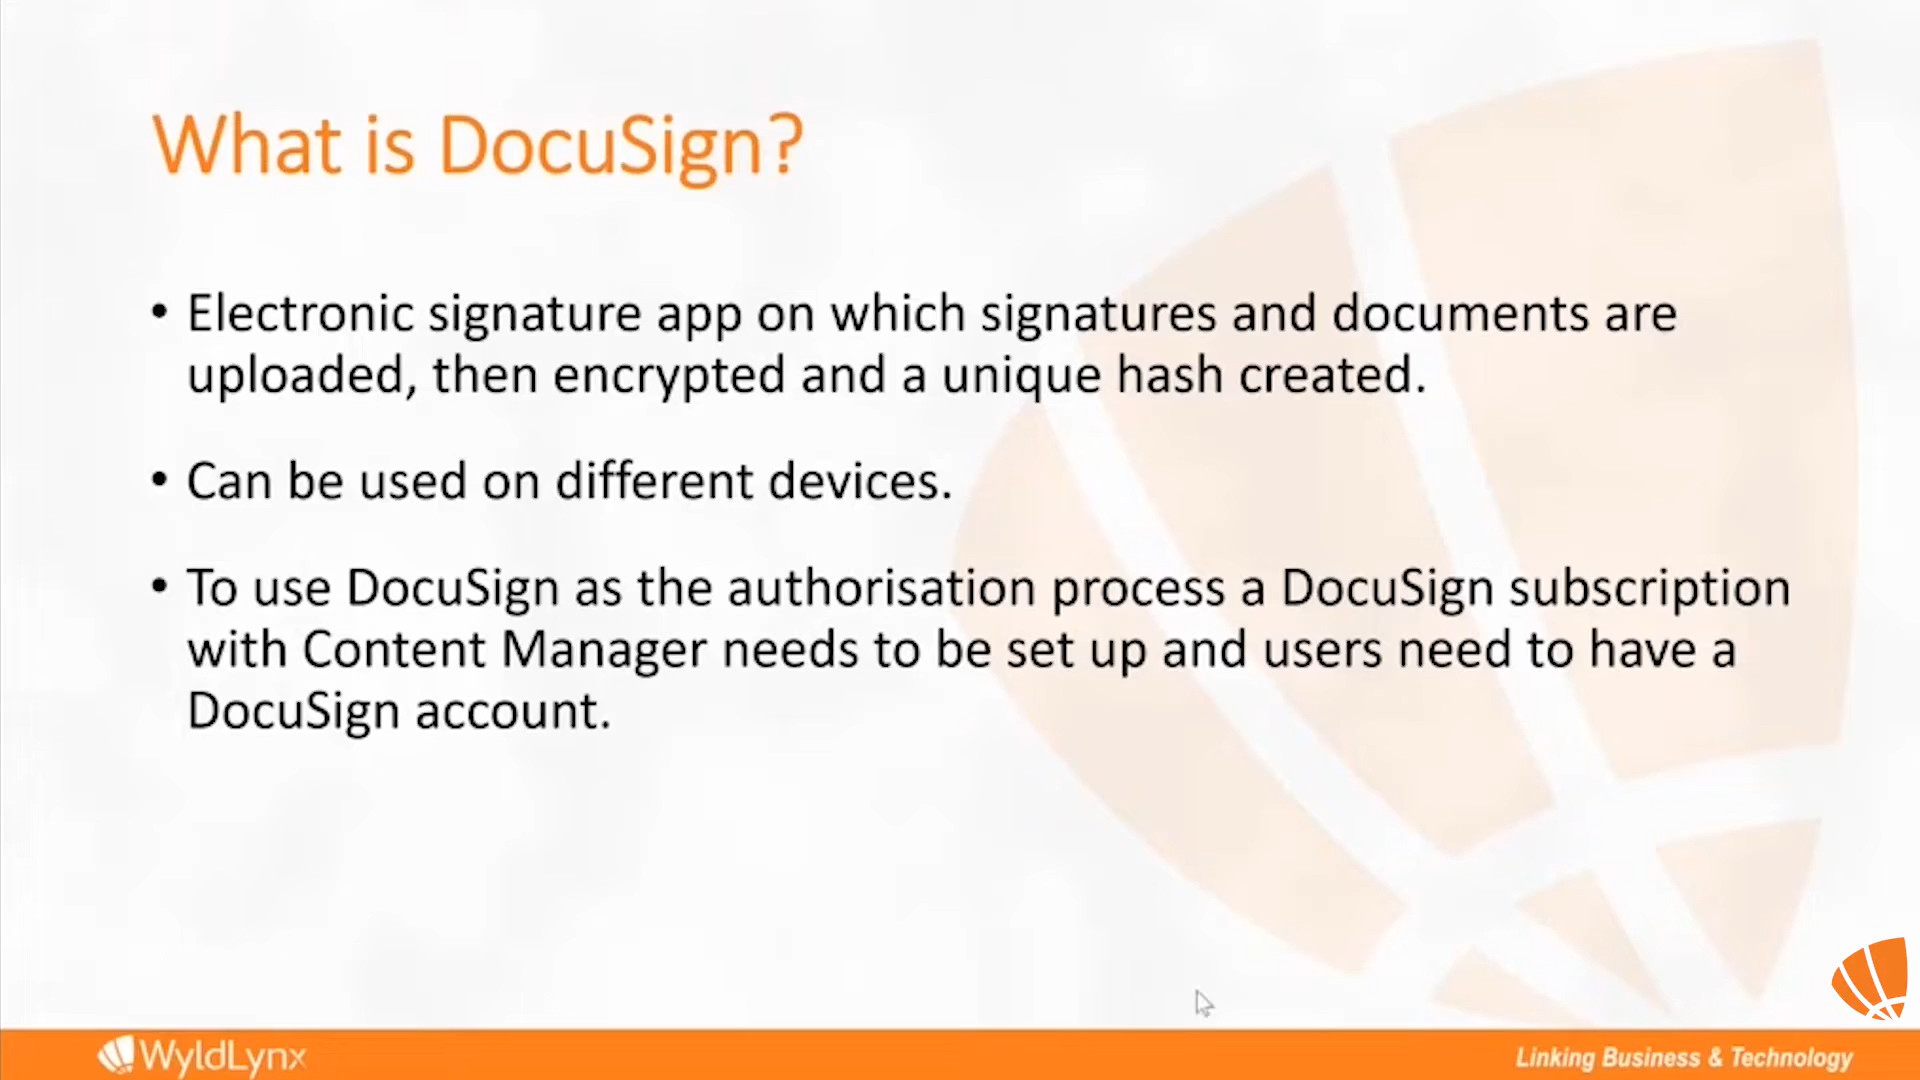 What is DocuSign?
• Electronic signature app on which signatures and documents are
uploaded, then encrypted and a unique hash created.
• Can be used on different devices.
• To use DocuSign as the authorisation process a DocuSign subscription
with Content Manager needs to be set up and users need to have a
DocuSign account.
WyldLynx
Linking Business & Technology